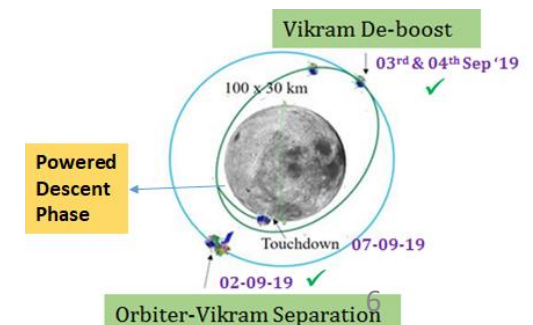 Vikram De-boost
03rd & 04th Sep ‘19
100 x 30 km
Powered
Descent
Phase
Touchdown 07-09-19
02-09-19
6
Orbiter-Vikram Separation